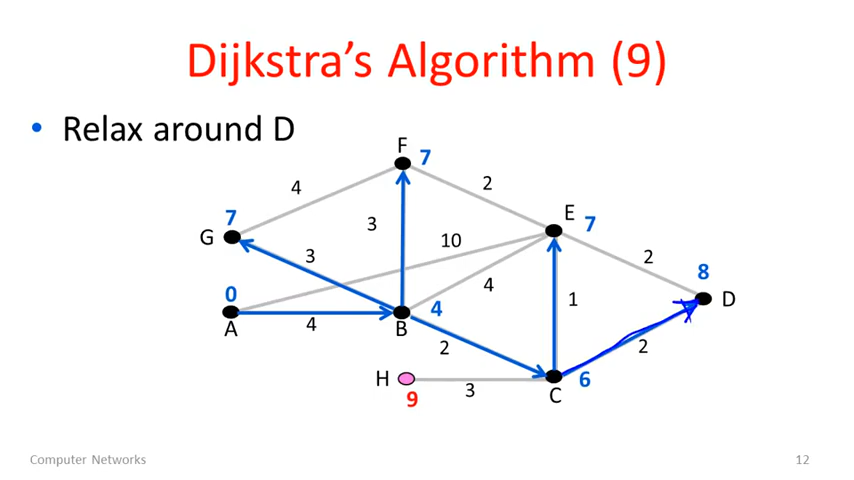 Dijkstra's Algorithm (9)
• Relax around D
F 7
4
2
7
G
3
10
E 7
3
2
8
0
4
1
D
A
4
B
4
2
2
H
9
3
C
6
Computer Networks
12